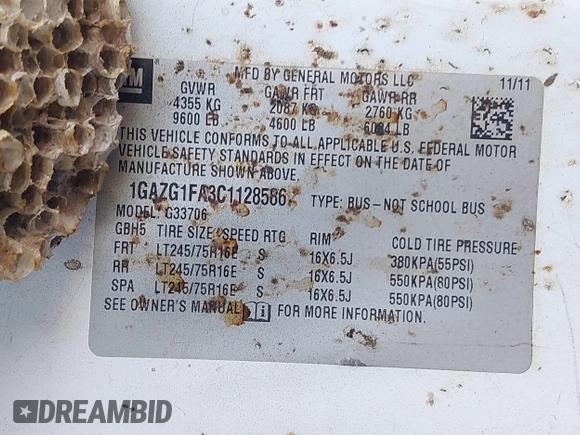 GM
MFD BY GENERAL MOTORS LLC 11/11
GVWR GAWR FRT GAWR RR
4355 KG 2087 KG 2760 KG
9600 LB 4600 LB 6084 LB
THIS VEHICLE CONFORMS TO ALL APPLICABLE U.S. FEDERAL MOTOR
VEHICLE SAFETY STANDARDS IN EFFECT ON THE DATE OF
MANUFACTURE SHOWN ABOVE.
1GAZG1FA3C1128586 TYPE: BUS-NOT SCHOOL BUS
MODEL: G33706
GBH5 TIRE SIZE SPEED RTG RIM COLD TIRE PRESSURE
FRT LT245/75R16E S 16X6.5J 380KPA(55PSI)
RR LT245/75R16E S 16X6.5J 550KPA(80PSI)
SPA LT245/75R16E S 16X6.5J 550KPA(80PSI)
SEE OWNER'S MANUAL FOR MORE INFORMATION.
DREAMBID